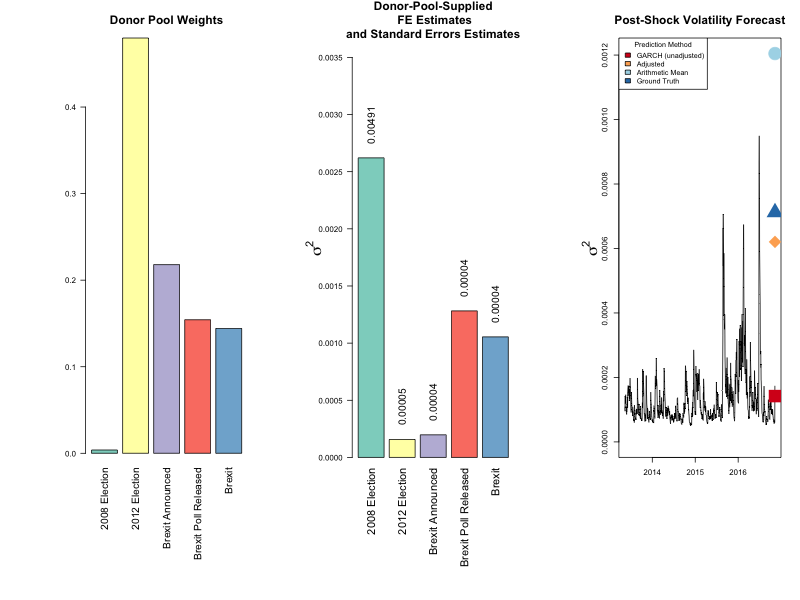 Donor Pool Weights
0.4
0.3
0.2
0.1
0.0
2008 Election
2012 Election
Brexit Announced
Brexit Poll Released
Brexit
Donor-Pool-Supplied
FE Estimates
and Standard Errors Estimates
σ2
0.0035
0.0030
0.0025
0.0020
0.0015
0.0010
0.0005
0.0000
0.00491
0.00005
0.00004
0.00004
0.00004
2008 Election
2012 Election
Brexit Announced
Brexit Poll Released
Brexit
Post-Shock Volatility Forecast
σ2
0.0012
0.0010
0.0008
0.0006
0.0004
0.0002
0.0000
Prediction Method
GARCH (unadjusted)
Adjusted
Arithmetic Mean
Ground Truth
2014
2015
2016